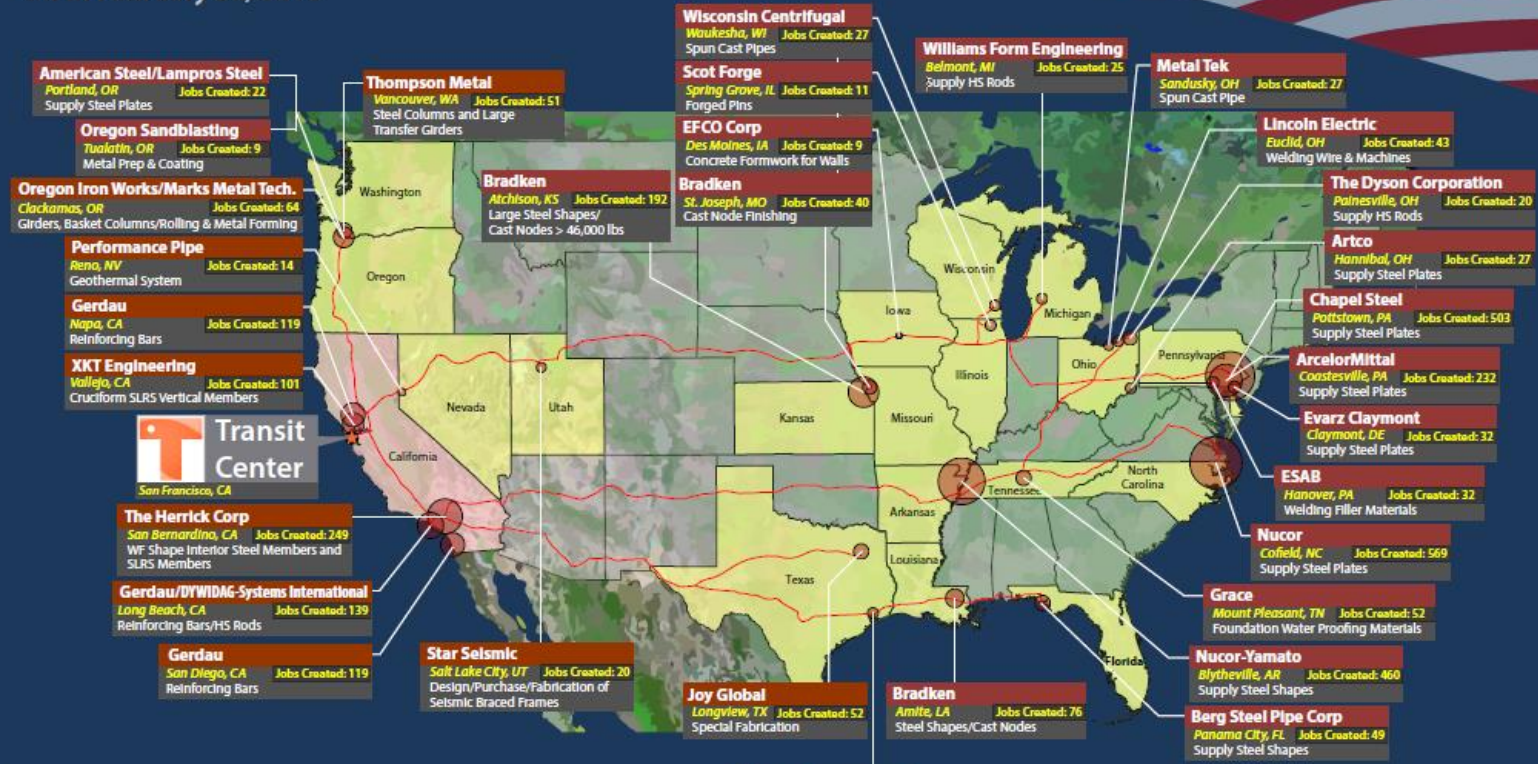 American Steel/Lampros Steel
Portland, OR Jobs Created: 22
Supply Steel Plates
Oregon Sandblasting
Tualatin, OR Jobs Created: 9
Metal Prep & Coating
Oregon Iron Works/Marks Metal Tech.
Clackamas, OR Jobs Created: 64
Girders, Basket Columns/Rolling & Metal Forming
Performance Pipe
Reno, NV Jobs Created: 14
Geothermal System
Gerdau
Napa, CA Jobs Created: 119
Reinforcing Bars
XKT Engineering
Vallejo, CA Jobs Created: 101
Cruciform SLRS Vertical Members
Transit
Center
San Francisco, CA
The Herrick Corp
San Bernardino, CA Jobs Created: 249
WF Shape Interior Steel Members and
SLRS Members
Gerdau/DYWIDAG-Systems International
Long Beach, CA Jobs Created: 139
Reinforcing Bars/HS Rods
Gerdau
San Diego, CA Jobs Created: 119
Reinforcing Bars
Thompson Metal
Vancouver, WA Jobs Created: 51
Steel Columns and Large
Transfer Girders
Bradken
Atchison, KS Jobs Created: 192
Large Steel Shapes/
Cast Nodes > 46,000 lbs
Star Seismic
Salt Lake City, UT Jobs Created: 20
Design/Purchase/Fabrication of
Seismic Braced Frames
Wisconsin Centrifugal
Waukesha, WI Jobs Created: 27
Spun Cast Pipes
Scot Forge
Spring Grove, IL Jobs Created: 11
Forged Pins
EFCO Corp
Des Moines, IA Jobs Created: 9
Concrete Formwork for Walls
Bradken
St. Joseph, MO Jobs Created: 40
Cast Node Finishing
Williams Form Engineering
Belmont, MI Jobs Created: 25
Supply HS Rods
Metal Tek
Sandusky, OH Jobs Created: 27
Spun Cast Pipe
Lincoln Electric
Euclid, OH Jobs Created: 43
Welding Wire & Machines
The Dyson Corporation
Painesville, OH Jobs Created: 20
Supply HS Rods
Artco
Hannibal, OH Jobs Created: 27
Supply Steel Plates
Chapel Steel
Pottstown, PA Jobs Created: 503
Supply Steel Plates
ArcelorMittal
Coastesville, PA Jobs Created: 232
Supply Steel Plates
Evarz Claymont
Claymont, DE Jobs Created: 32
Supply Steel Plates
ESAB
Hanover, PA Jobs Created: 32
Welding Filler Materials
Nucor
Cofield, NC Jobs Created: 569
Supply Steel Plates
Grace
Mount Pleasant, TN Jobs Created: 52
Foundation Water Proofing Materials
Nucor-Yamato
Blytheville, AR Jobs Created: 460
Supply Steel Shapes
Berg Steel Pipe Corp
Panama City, FL Jobs Created: 49
Supply Steel Shapes
Joy Global
Longview, TX Jobs Created: 52
Special Fabrication
Bradken
Amite, LA Jobs Created: 76
Steel Shapes/Cast Nodes
Washington
Oregon
Nevada
Utah
California
Kansas
Missouri
Iowa
Wisconsin
Michigan
Illinois
Ohio
Pennsylvania
North
Carolina
Tennessee
Arkansas
Louisiana
Texas
Florida